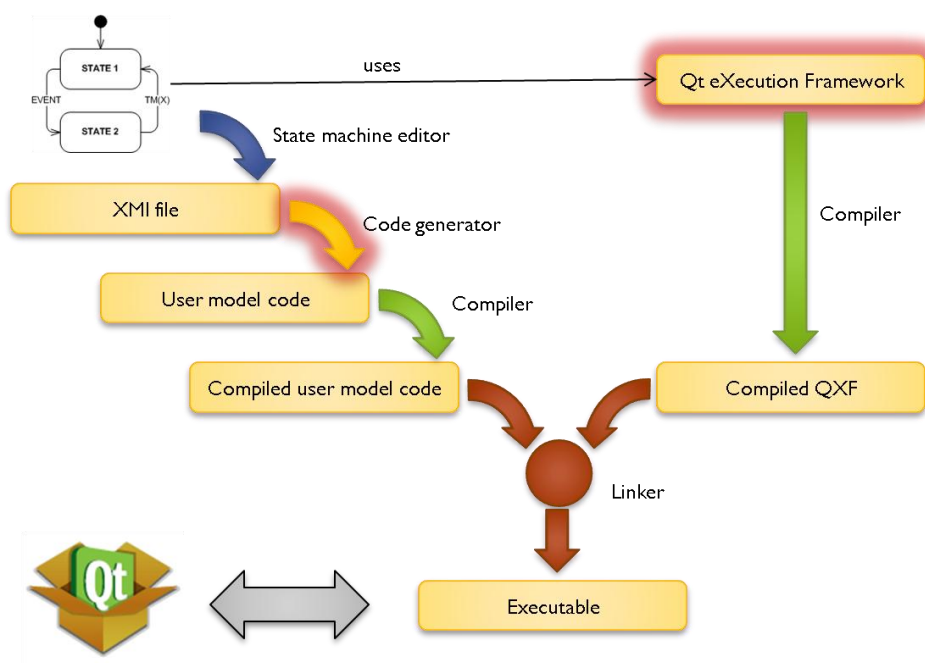 STATE 1
EVENT
TM(X)
STATE 2
uses
Qt eXecution Framework
State machine editor
XMI file
Code generator
Compiler
User model code
Compiler
Compiled user model code
Compiled QXF
Linker
Qt
Executable